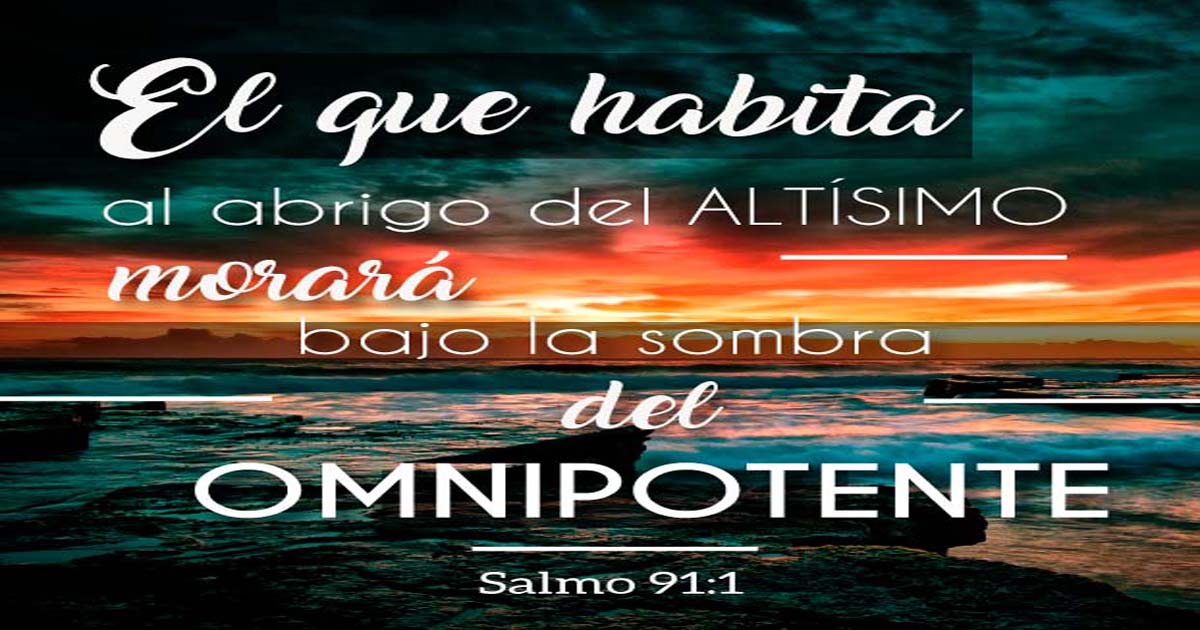 El que habita
al abrigo del ALTÍSIMO
morará
bajo la sombra
del
OMNIPOTENTE
Salmo 91:1